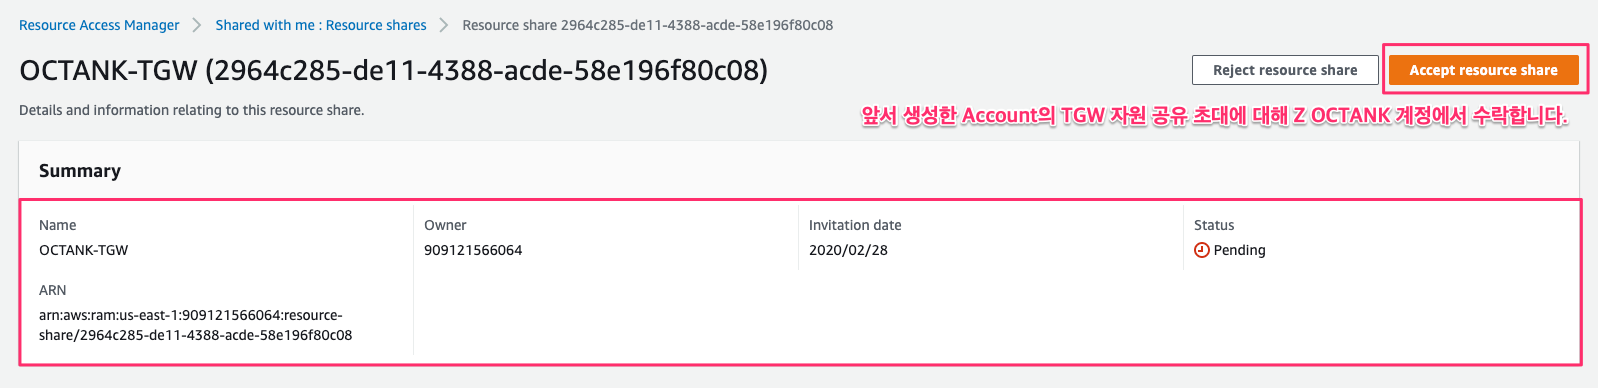 Resource Access Manager > Shared with me : Resource shares > Resource share 2964c285-de11-4388-acde-58e196f80c08
OCTANK-TGW (2964c285-de11-4388-acde-58e196f80c08)
Reject resource share
Accept resource share
Details and information relating to this resource share.
앞서 생성한 Account의 TGW 자원 공유 초대에 대해 Z OCTANK 계정에서 수락합니다.
Summary
Name
OCTANK-TGW
Owner
909121566064
Invitation date
2020/02/28
Status
Pending
ARN
arn:aws:ram:us-east-1:909121566064:resource-
share/2964c285-de11-4388-acde-58e196f80c08